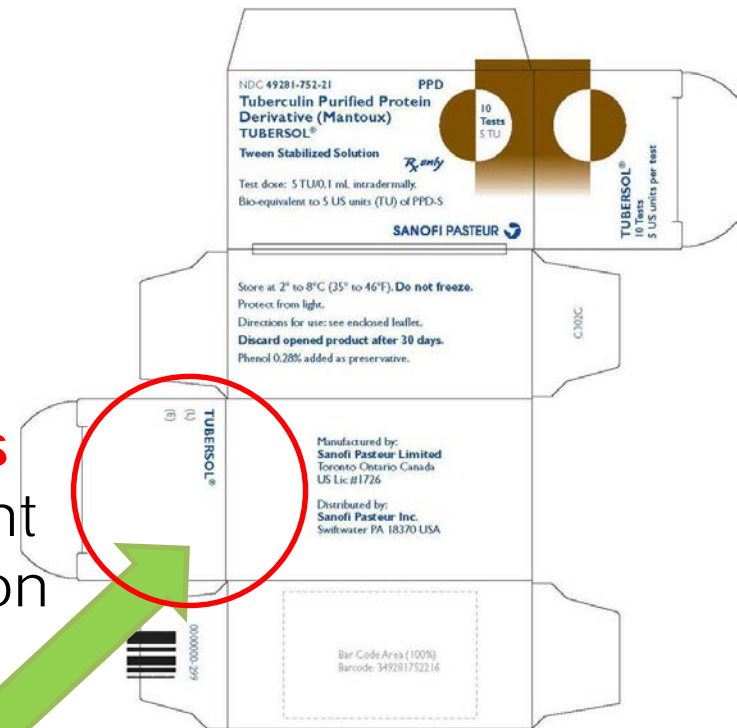 NDC 49281-752-21 PPD
Tuberculin Purified Protein
Derivative (Mantoux)
TUBERSOL®
Tween Stabilized Solution
Rx only
Test dose: 5 TU/0.1 mL intradermally.
Bio-equivalent to 5 US units (TU) of PPD-S
SANOFI PASTEUR
10
Tests
5 TU
TUBERSOL®
10 Tests
5 US units per test
Store at 2° to 8°C (35° to 46°F). Do not freeze.
Protect from light.
Directions for use: see enclosed leaflet.
Discard opened product after 30 days.
Phenol 0.28% added as preservative.
C302C
TUBERSOL®
(L)
(E)
Manufactured by:
Sanofi Pasteur Limited
Toronto Ontario Canada
US Lic #1726
Distributed by:
Sanofi Pasteur Inc.
Swiftwater PA 18370 USA
s
nt
on
0000000-299
Bar Code Area (100%)
Barcode: 349281752216